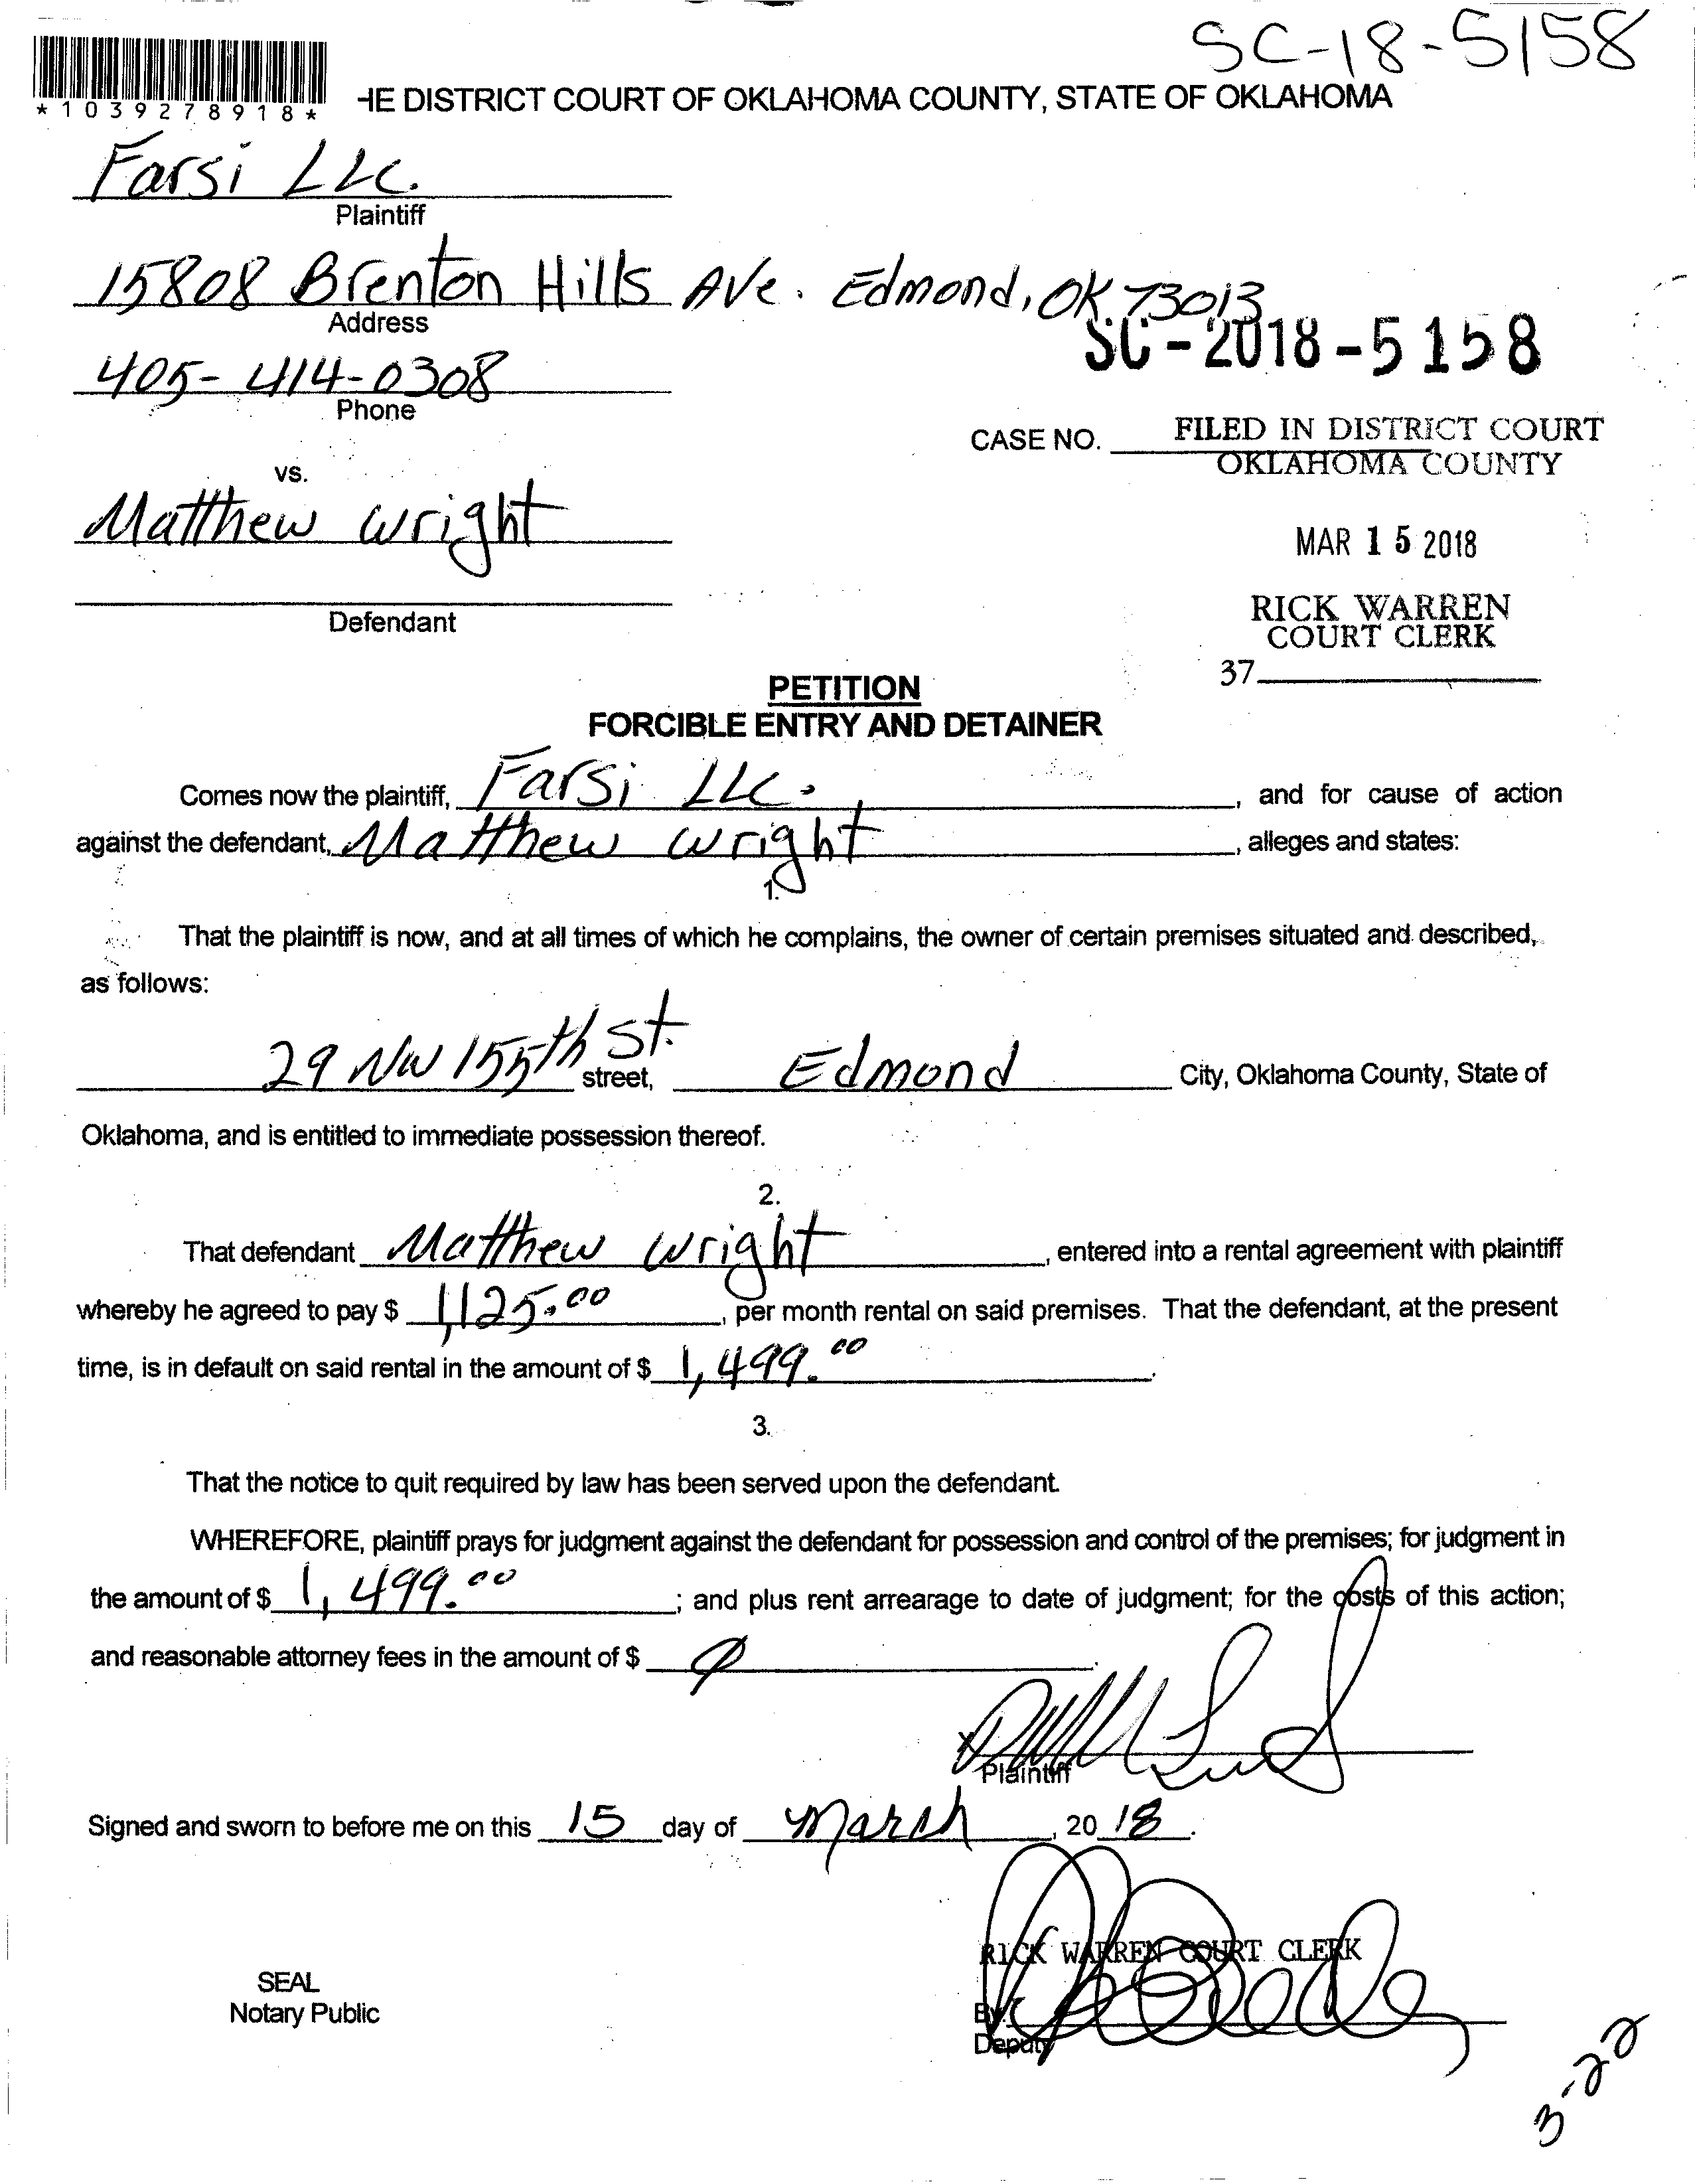 SC-18-5158
*1039278918*
HE DISTRICT COURT OF OKLAHOMA COUNTY, STATE OF OKLAHOMA
Farsi LLC.
Plaintiff
15808 Brenton Hills Ave. Edmond, OK 73013
Address
SC-2018-5158
405-414-0308
Phone
CASE NO.
FILED IN DISTRICT COURT
OKLAHOMA COUNTY
vs.
Matthew Wright
MAR 15 2018
Defendant
RICK WARREN
COURT CLERK
37
PETITION
FORCIBLE ENTRY AND DETAINER
Comes now the plaintiff, Farsi LLC., and for cause of action
against the defendant, Matthew Wright, alleges and states:
1.
That the plaintiff is now, and at all times of which he complains, the owner of certain premises situated and described,
as follows:
29 NW 155th St. street, Edmond City, Oklahoma County, State of
Oklahoma, and is entitled to immediate possession thereof.
2.
That defendant Matthew Wright, entered into a rental agreement with plaintiff
whereby he agreed to pay $ 1,125.00, per month rental on said premises. That the defendant, at the present
time, is in default on said rental in the amount of $ 1,499.00.
3.
That the notice to quit required by law has been served upon the defendant.
WHEREFORE, plaintiff prays for judgment against the defendant for possession and control of the premises; for judgment in
the amount of $ 1,499.00; and plus rent arrearage to date of judgment; for the costs of this action;
and reasonable attorney fees in the amount of $ 0.
X
Plaintiff
Signed and sworn to before me on this 15 day of March, 2018.
RICK WARREN COURT CLERK
SEAL
Notary Public
By:
Deputy
3-22